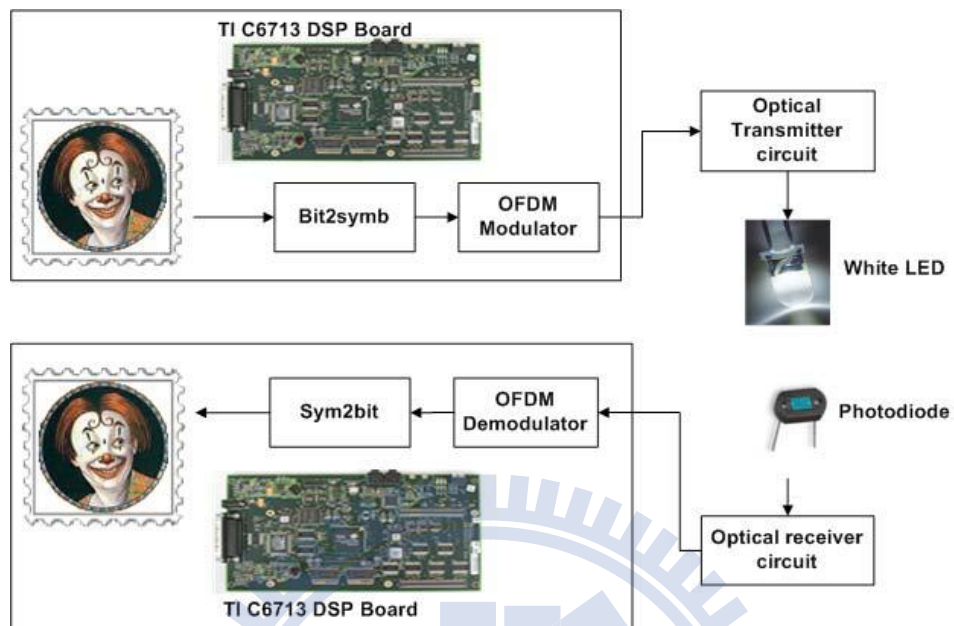 TI C6713 DSP Board
Bit2symb
OFDM
Modulator
Optical
Transmitter
circuit
White LED
Sym2bit
OFDM
Demodulator
Photodiode
Optical receiver
circuit
TI C6713 DSP Board